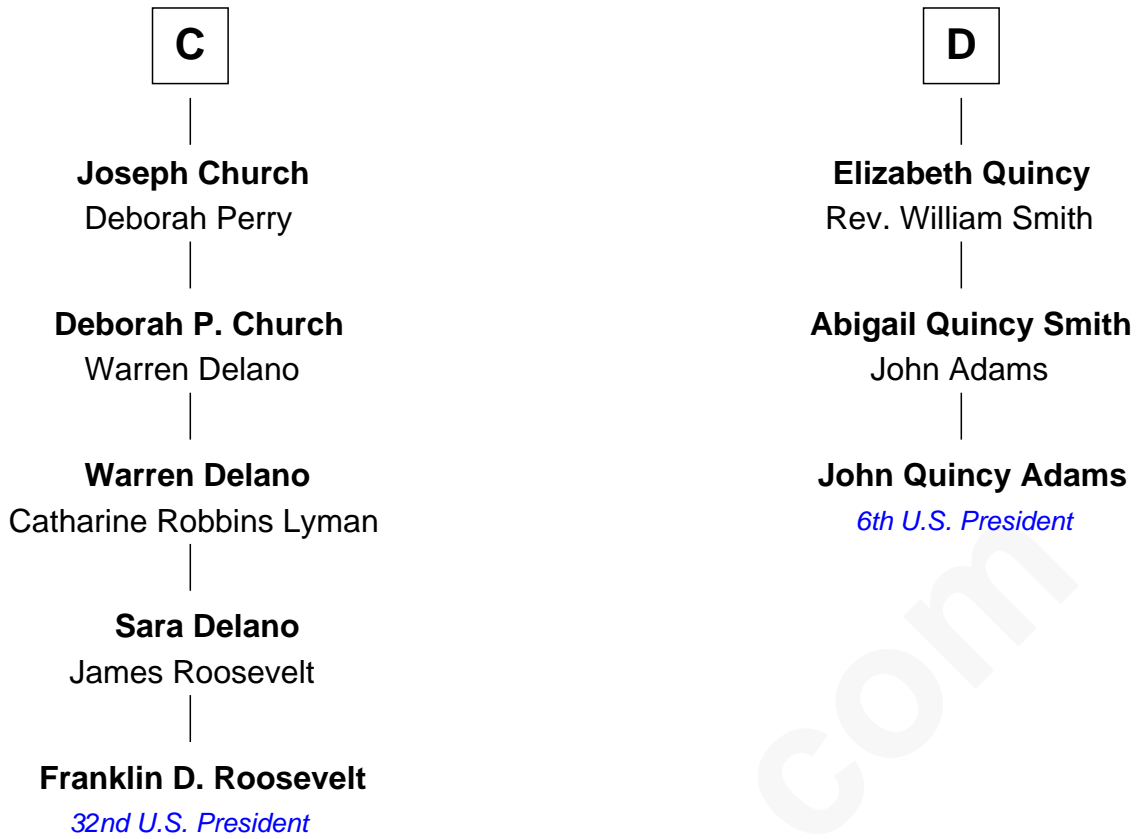 C
Joseph Church
Deborah Perry
Deborah P. Church
Warren Delano
Warren Delano
Catharine Robbins Lyman
Sara Delano
James Roosevelt
Franklin D. Roosevelt
32nd U.S. President
D
Elizabeth Quincy
Rev. William Smith
Abigail Quincy Smith
John Adams
John Quincy Adams
6th U.S. President
com